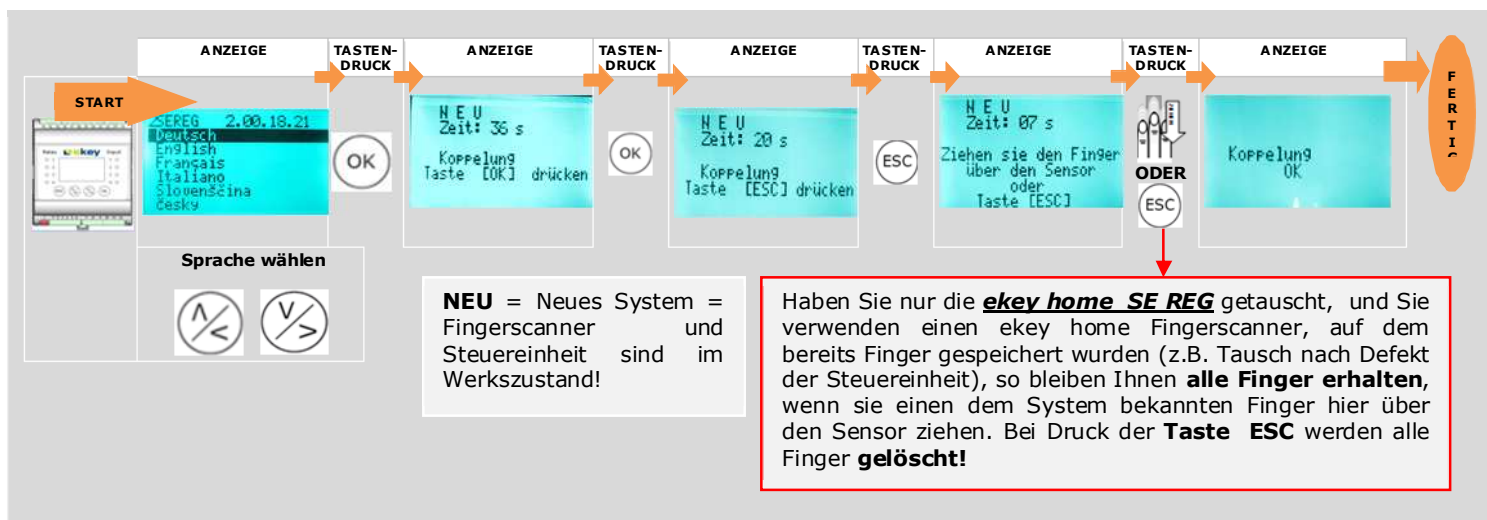 ANZEIGE
TASTEN-
DRUCK
ANZEIGE
TASTEN-
DRUCK
ANZEIGE
TASTEN-
DRUCK
ANZEIGE
TASTEN-
DRUCK
ANZEIGE
START
ekey
SEREG 2.00.18.21
Deutsch
English
Français
Italiano
Slovenščina
česky
OK
NEU
Zeit: 36 s
Koppelung
Taste [OK] drücken
OK
NEU
Zeit: 20 s
Koppelung
Taste [ESC] drücken
ESC
NEU
Zeit: 07 s
Ziehen sie den Finger
über den Sensor
oder
Taste [ESC]
ODER
ESC
Koppelung
OK
FERTIG
Sprache wählen
NEU = Neues System =
Fingerscanner und
Steuereinheit sind im
Werkszustand!
Haben Sie nur die ekey home SE REG getauscht, und Sie
verwenden einen ekey home Fingerscanner, auf dem
bereits Finger gespeichert wurden (z.B. Tausch nach Defekt
der Steuereinheit), so bleiben Ihnen alle Finger erhalten,
wenn sie einen dem System bekannten Finger hier über
den Sensor ziehen. Bei Druck der Taste ESC werden alle
Finger gelöscht!